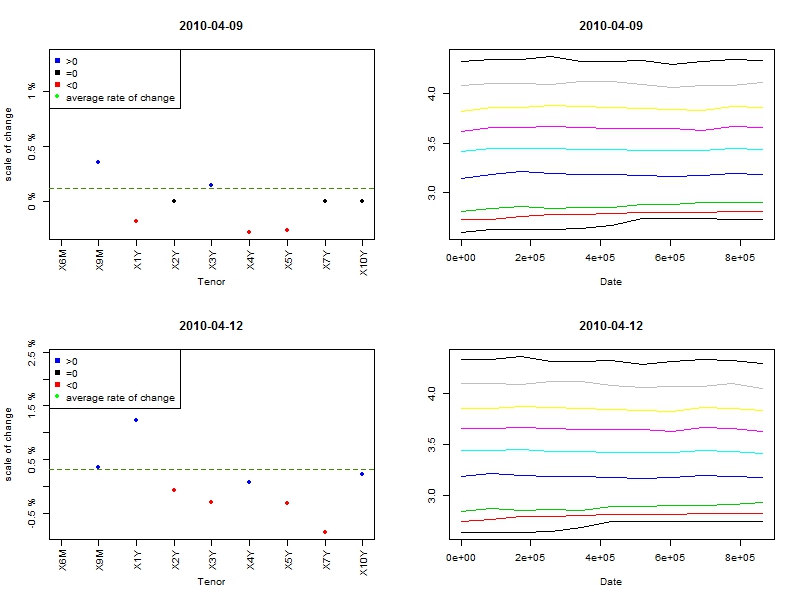 2010-04-09
>0
=0
<0
average rate of change
scale of change
1 %
0.5 %
0 %
X6M X9M X1Y X2Y X3Y X4Y X5Y X7Y X10Y
Tenor
2010-04-09
4.0
3.5
3.0
0e+00 2e+05 4e+05 6e+05 8e+05
Date
2010-04-12
>0
=0
<0
average rate of change
scale of change
2.5 %
1.5 %
0.5 %
-0.5 %
X6M X9M X1Y X2Y X3Y X4Y X5Y X7Y X10Y
Tenor
2010-04-12
4.0
3.5
3.0
0e+00 2e+05 4e+05 6e+05 8e+05
Date